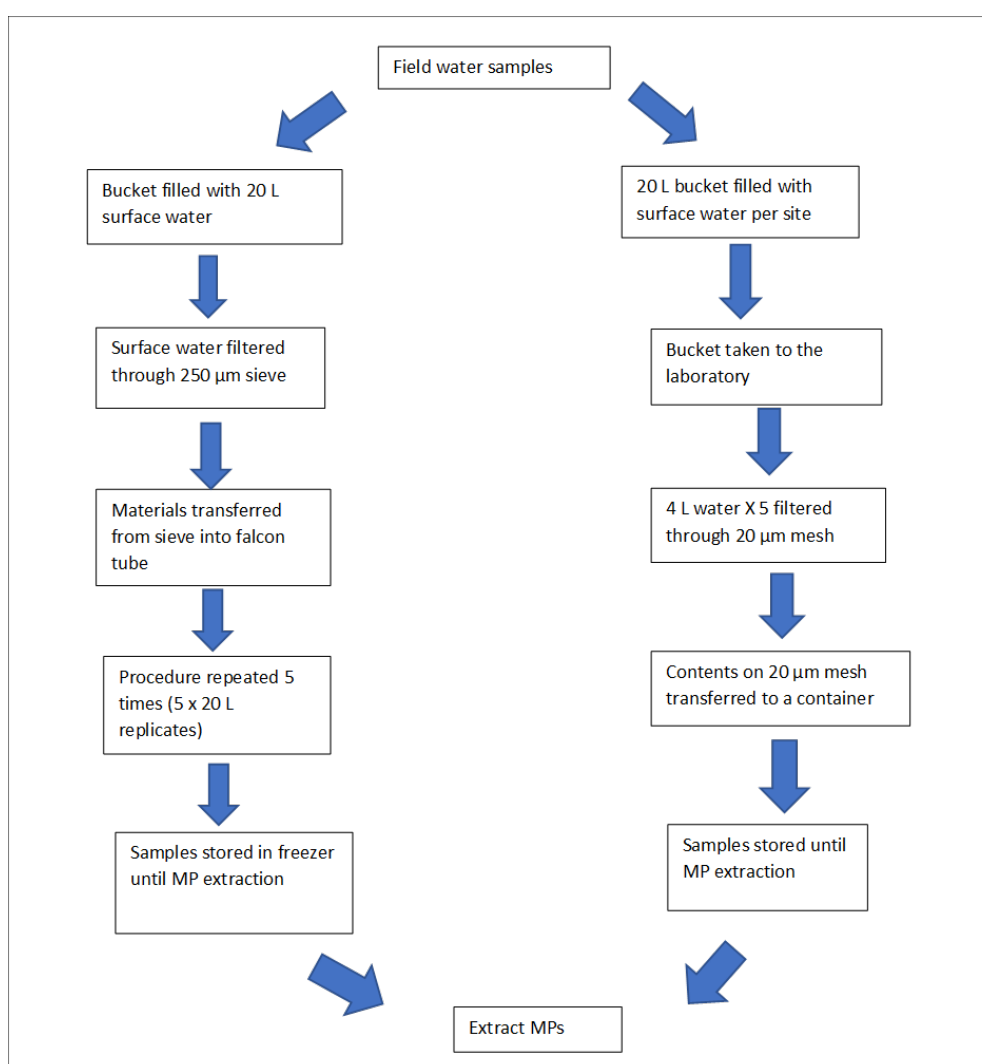 Field water samples
Bucket filled with 20 L
surface water
Surface water filtered
through 250 µm sieve
Materials transferred
from sieve into falcon
tube
Procedure repeated 5
times (5 x 20 L
replicates)
Samples stored in freezer
until MP extraction
20 L bucket filled with
surface water per site
Bucket taken to the
laboratory
4 L water X 5 filtered
through 20 µm mesh
Contents on 20 µm mesh
transferred to a container
Samples stored until
MP extraction
Extract MPs